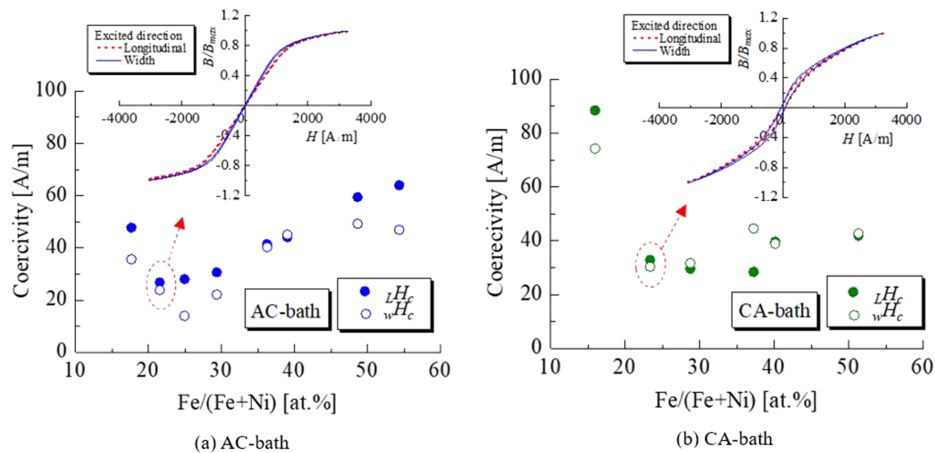 Excited direction
Longitudinal
Width
B/Bmax
1.2
0.8
0.4
-4000 -2000 0 2000 4000
H [A/m]
-0.4
-0.8
-1.2
Coercivity [A/m]
100
80
60
40
20
0
AC-bath
LHc
wHc
10 20 30 40 50 60
Fe/(Fe+Ni) [at.%]
(a) AC-bath
Excited direction
Longitudinal
Width
B/Bmax
1.2
0.8
0.4
-4000 -2000 0 2000 4000
H [A/m]
-0.4
-0.8
-1.2
Coerecivity [A/m]
100
80
60
40
20
0
CA-bath
LHc
wHc
10 20 30 40 50 60
Fe/(Fe+Ni) [at.%]
(b) CA-bath